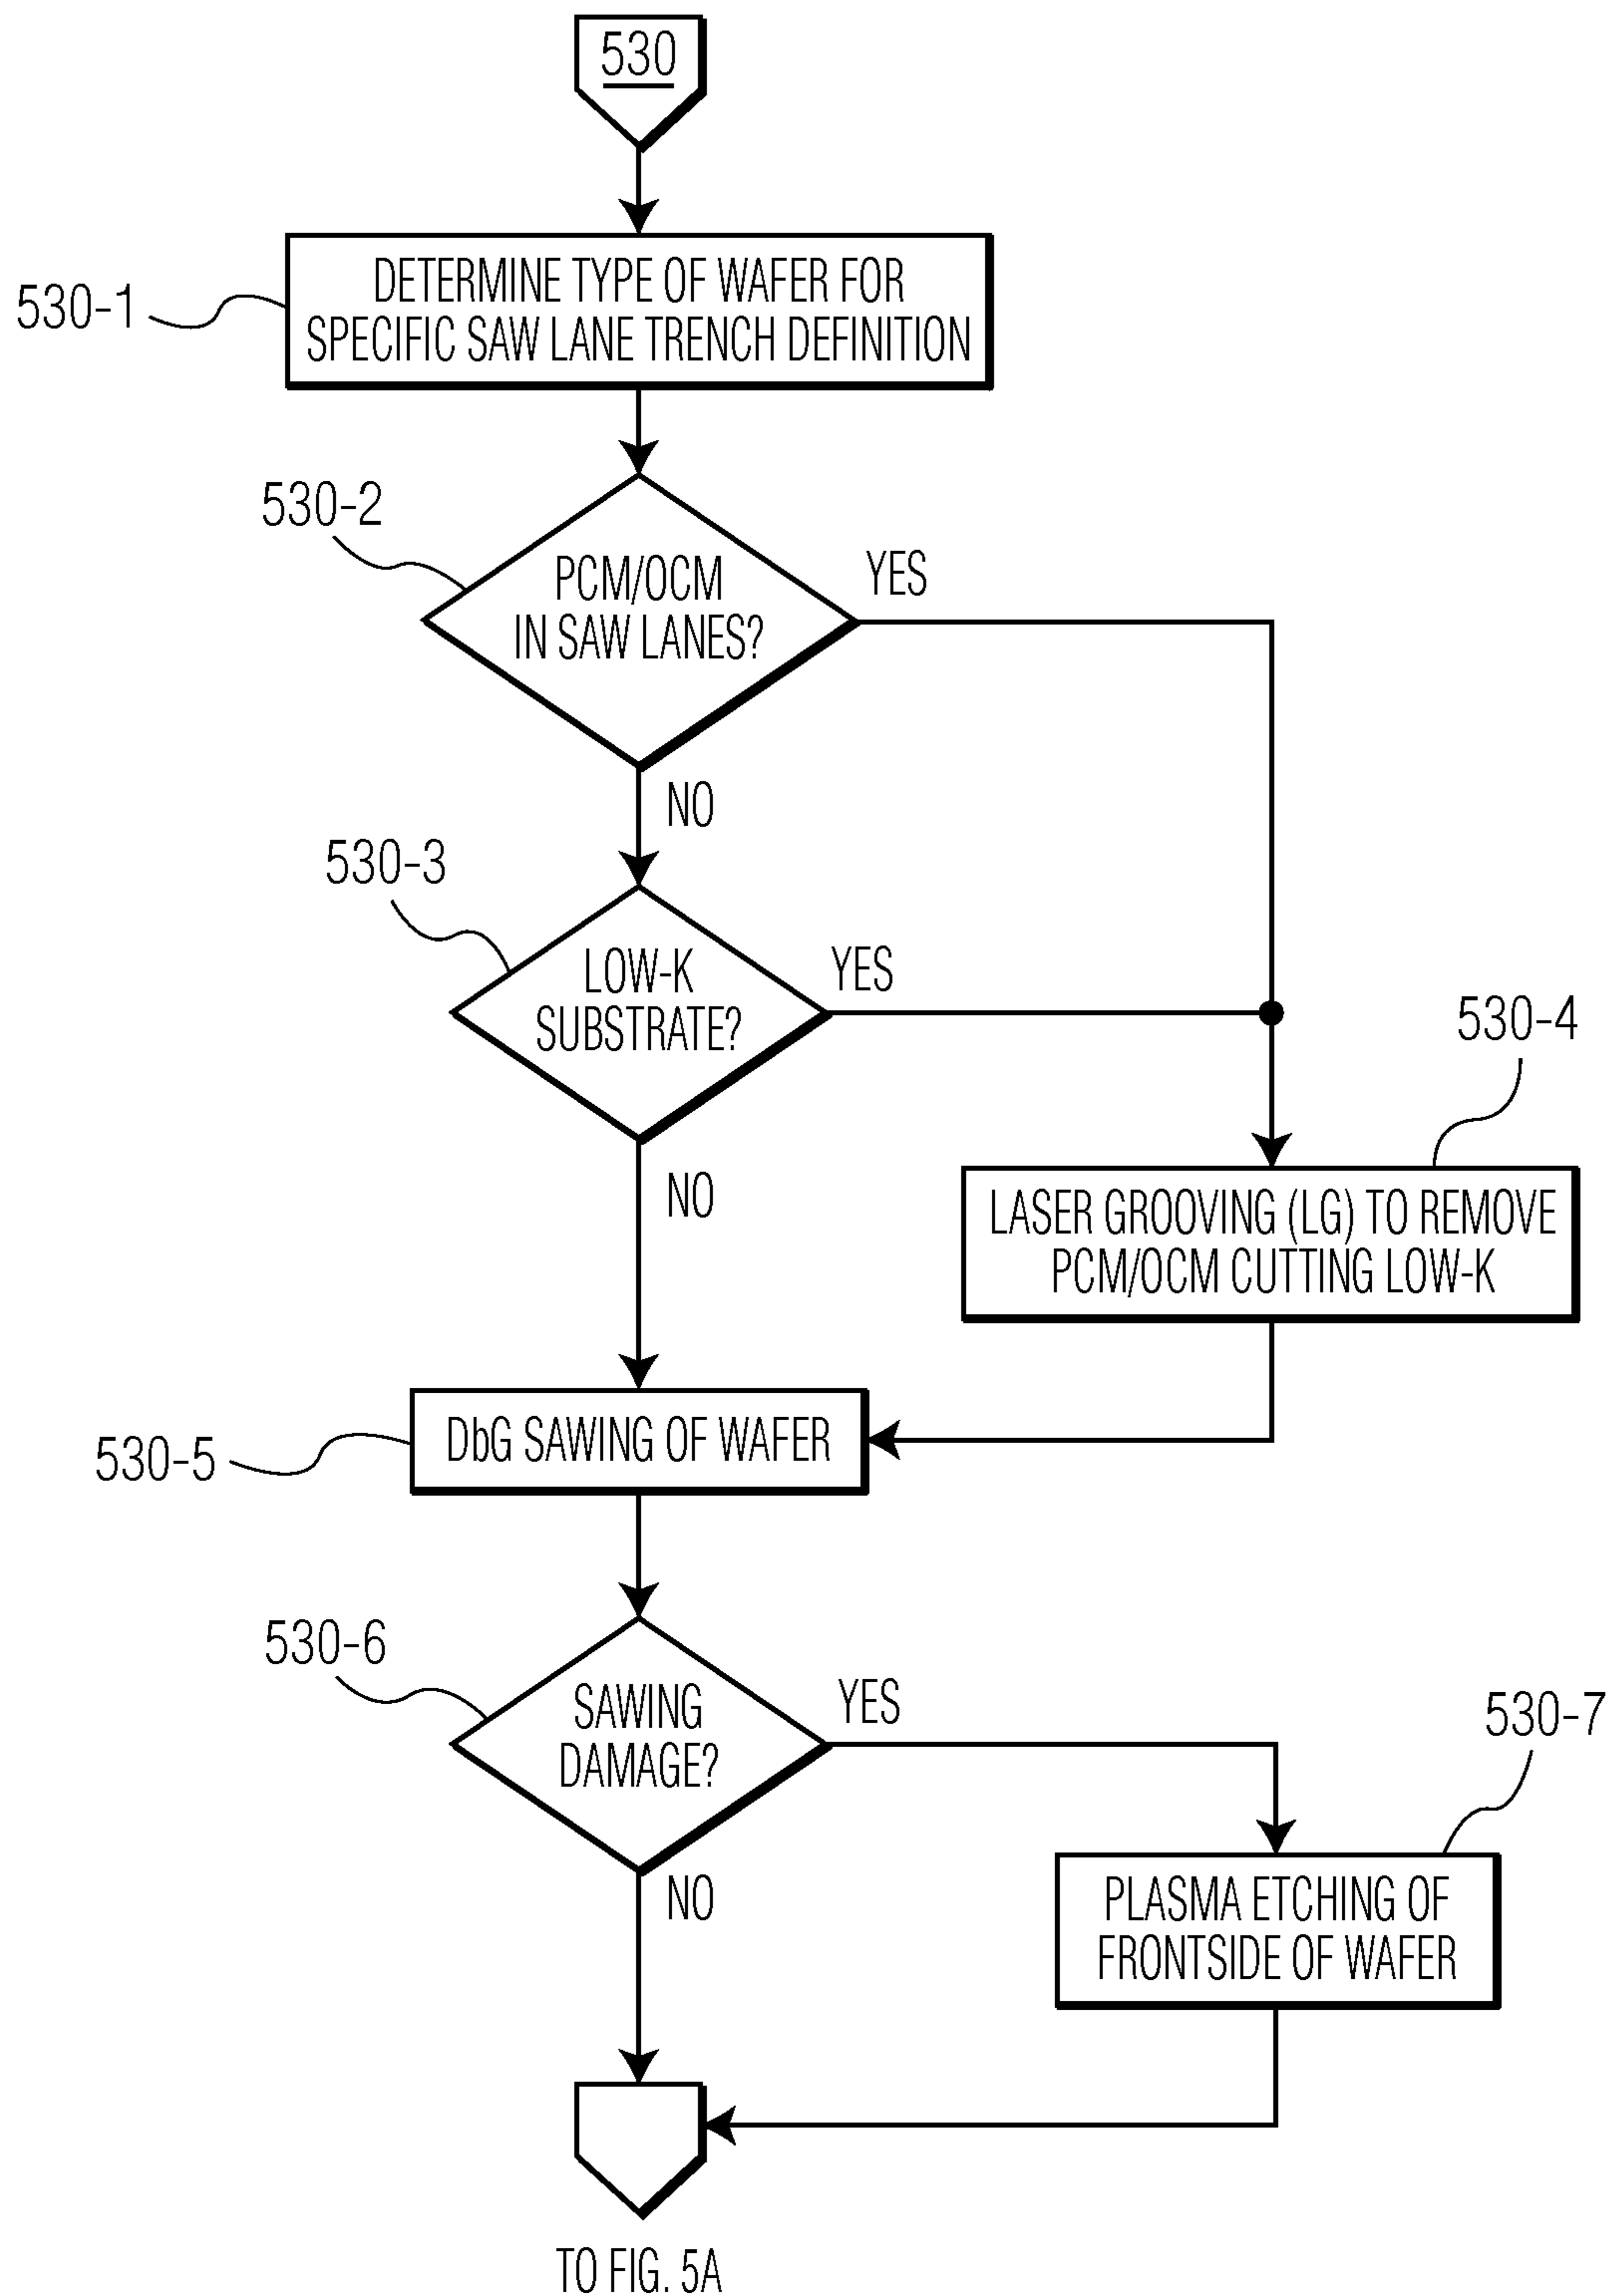 530
530-1
DETERMINE TYPE OF WAFER FOR
SPECIFIC SAW LANE TRENCH DEFINITION
530-2
PCM/OCM
IN SAW LANES?
YES
NO
530-3
LOW-K
SUBSTRATE?
YES
NO
530-4
LASER GROOVING (LG) TO REMOVE
PCM/OCM CUTTING LOW-K
530-5
DbG SAWING OF WAFER
530-6
SAWING
DAMAGE?
YES
NO
530-7
PLASMA ETCHING OF
FRONTSIDE OF WAFER
TO FIG. 5A